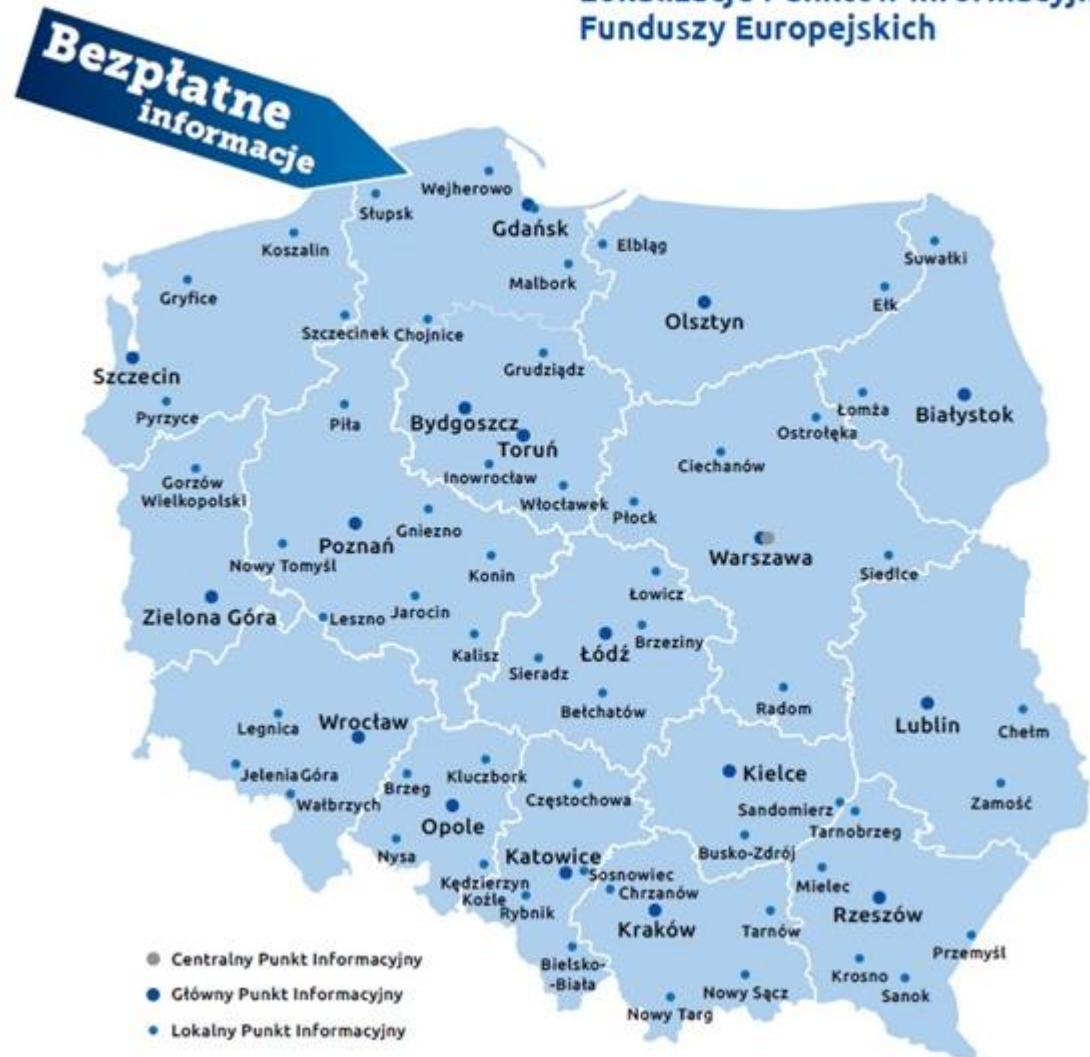 Funduszy Europejskich
Bezpłatne
informacje
Wejherowo
Słupsk
Gdańsk
Koszalin
Elbląg
Suwałki
Malbork
Gryfice
Ełk
Olsztyn
Szczecinek
Chojnice
Grudziądz
Szczecin
Pyrzyce
Piła
Bydgoszcz
Łomża
Białystok
Ostrołęka
Toruń
Ciechanów
Inowrocław
Gorzów
Wielkopolski
Włocławek
Płock
Gniezno
Poznań
Warszawa
Nowy Tomyśl
Konin
Siedlce
Łowicz
Zielona Góra
Leszno
Jarocin
Brzeziny
Kalisz
Łódź
Sieradz
Bełchatów
Radom
Legnica
Wrocław
Lublin
Chełm
Jelenia Góra
Kluczbork
Kielce
Brzeg
Wałbrzych
Częstochowa
Zamość
Sandomierz
Opole
Tarnobrzeg
Nysa
Katowice
Busko-Zdrój
Sosnowiec
Kędzierzyn
Koźle
Chrzanów
Mielec
Rybnik
Kraków
Tarnów
Rzeszów
Przemyśl
Bielsko-
-Biała
Krosno
Nowy Sącz
Sanok
Nowy Targ
Centralny Punkt Informacyjny
Główny Punkt Informacyjny
Lokalny Punkt Informacyjny